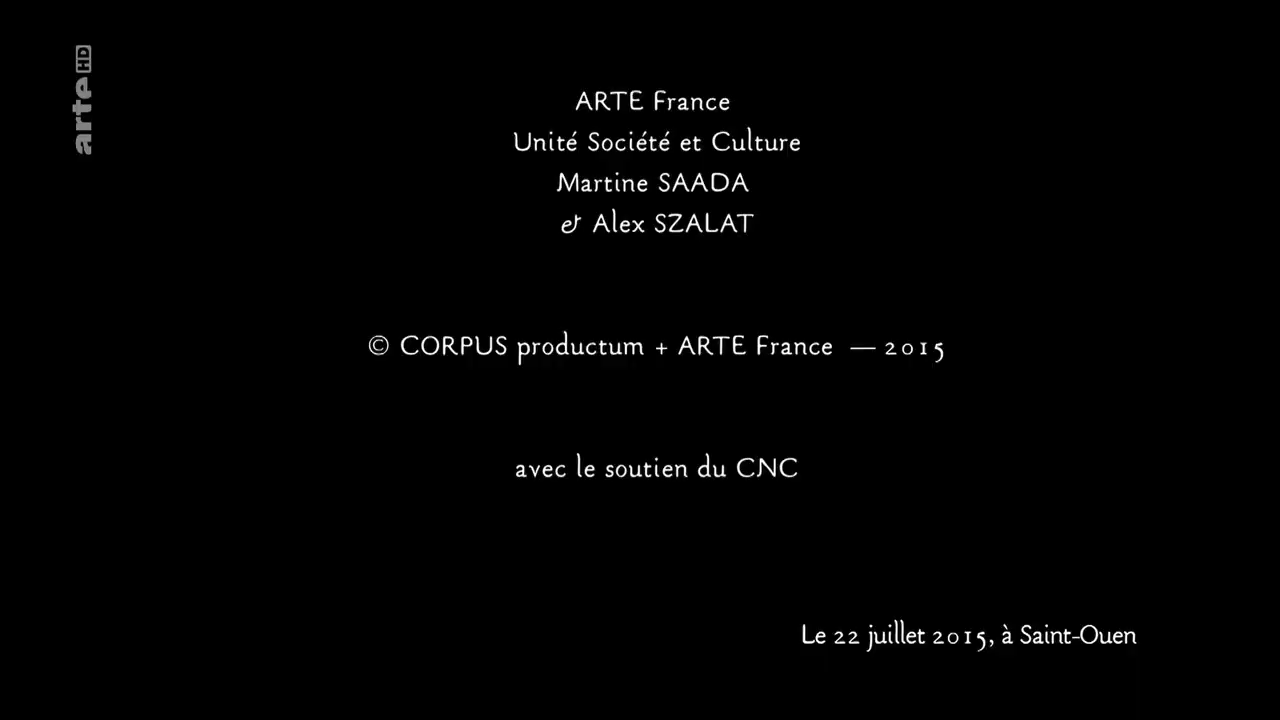 arte HD
ARTE France
Unité Société et Culture
Martine SAADA
& Alex SZALAT
© CORPUS productum + ARTE France — 2015
avec le soutien du CNC
Le 22 juillet 2015, à Saint-Ouen